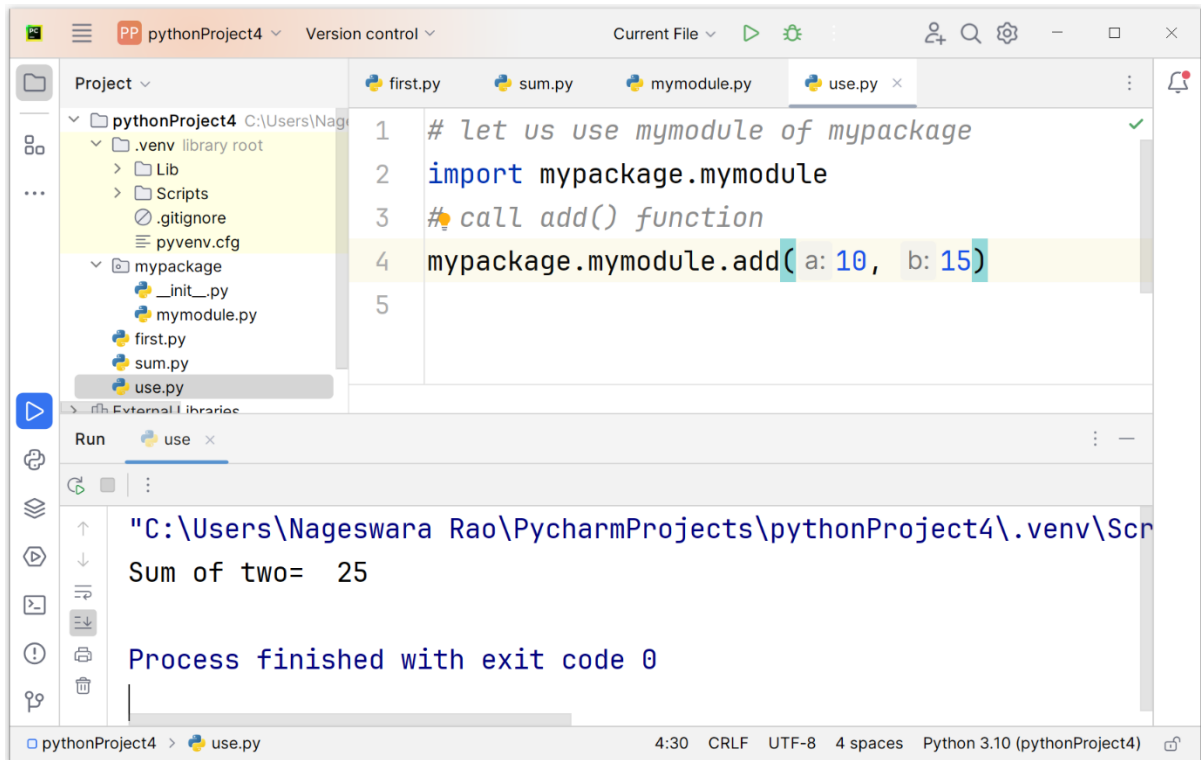 PC
PP pythonProject4 Version control Current File
Project
first.py sum.py mymodule.py use.py
pythonProject4 C:\Users\Nage
.venv library root
Lib
Scripts
.gitignore
pyvenv.cfg
mypackage
__init__.py
mymodule.py
first.py
sum.py
use.py
External Libraries
1 # let us use mymodule of mypackage
2 import mypackage.mymodule
3 # call add() function
4 mypackage.mymodule.add( a: 10, b: 15)
5
Run use
"C:\Users\Nageswara Rao\PycharmProjects\pythonProject4\.venv\Scr
Sum of two= 25
Process finished with exit code 0
pythonProject4 > use.py 4:30 CRLF UTF-8 4 spaces Python 3.10 (pythonProject4)